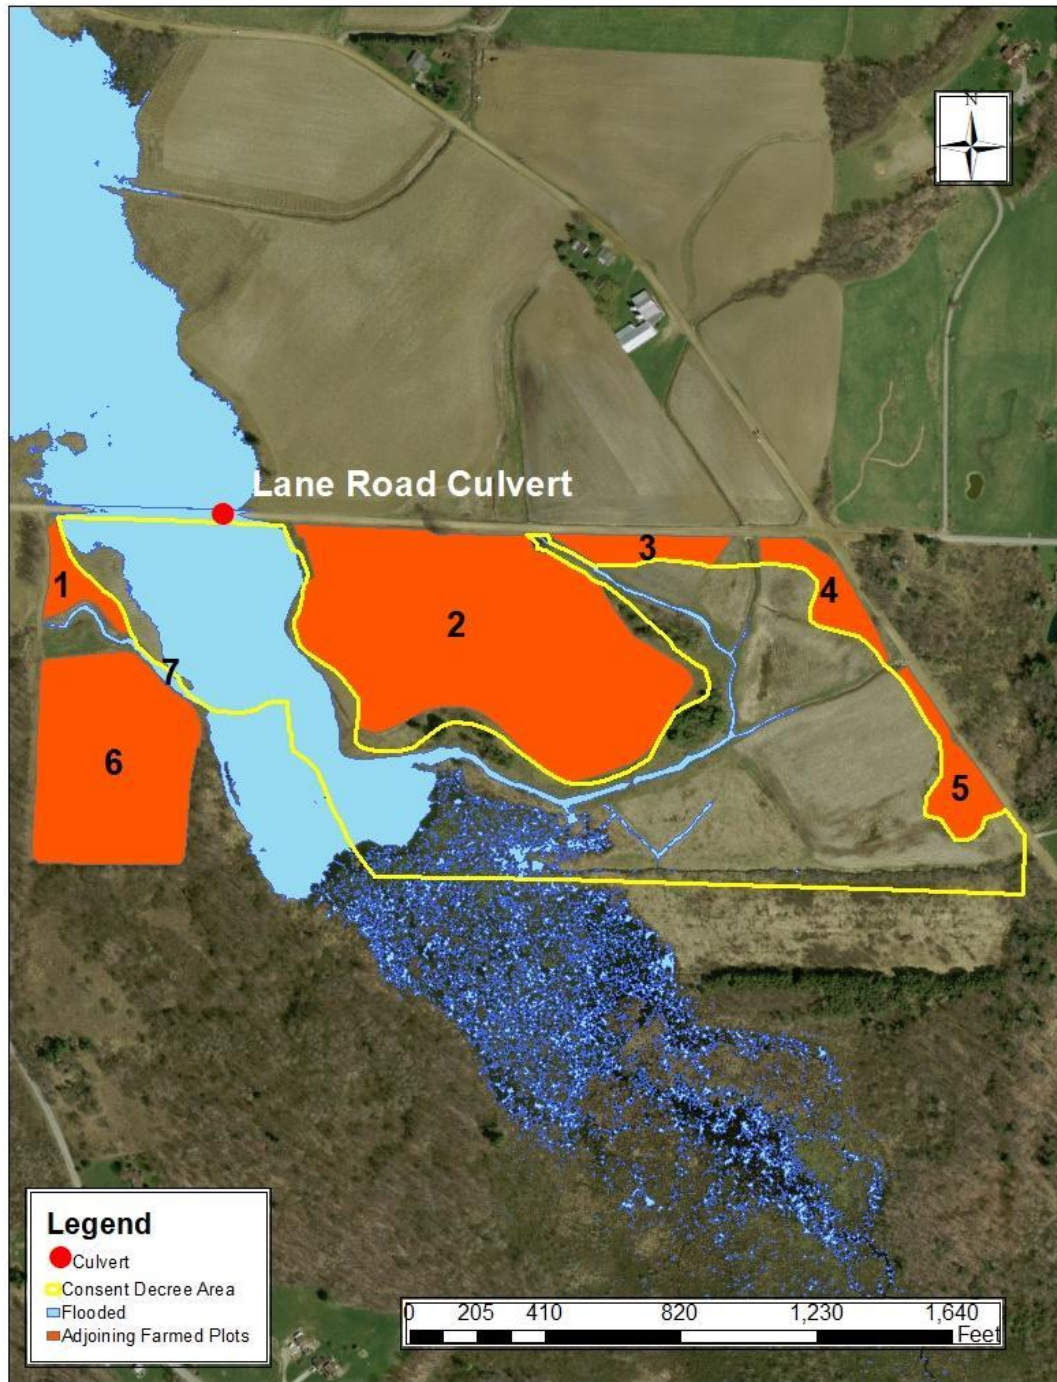 N
Lane Road Culvert
1
2
3
4
5
6
7
Legend
Culvert
Consent Decree Area
Flooded
Adjoining Farmed Plots
0 205 410 820 1,230 1,640
Feet